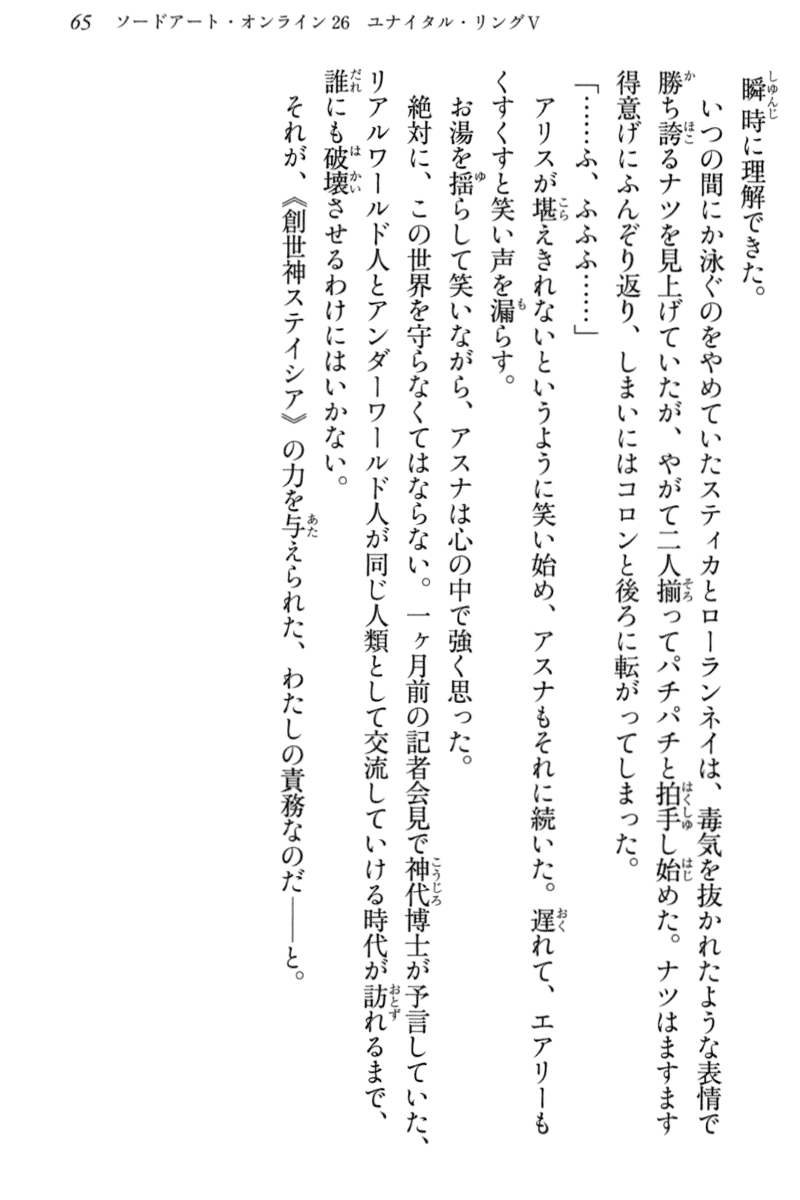 65 ソードアート・オンライン26 ユナイタル・リングV
瞬時に理解できた。
いつの間にか泳ぐのをやめていたスティカとローランネイは、毒気を抜かれたような表情で
勝ち誇るナツを見上げていたが、やがて二人揃ってパチパチと拍手し始めた。ナツはますます
得意げにふんぞり返り、しまいにはコロンと後ろに転がってしまった。
「……ふ、ふふふ……」
アリスが堪えきれないというように笑い始め、アスナもそれに続いた。遅れて、エアリーも
くすくすと笑い声を漏らす。
お湯を揺らして笑いながら、アスナは心の中で強く思った。
絶対に、この世界を守らなくてはならない。一ヶ月前の記者会見で神代博士が予言していた、
リアルワールド人とアンダーワールド人が同じ人類として交流していける時代が訪れるまで、
誰にも破壊させるわけにはいかない。
それが、《創世神ステイシア》の力を与えられた、わたしの責務なのだ――と。